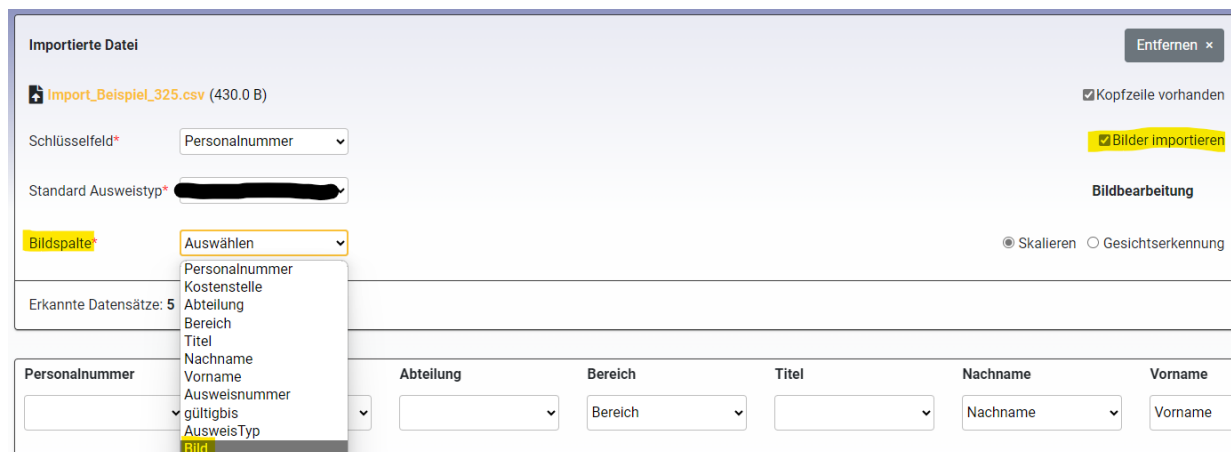 Importierte Datei
Entfernen ×
Import_Beispiel_325.csv (430.0 B)
Kopfzeile vorhanden
Schlüsselfeld* Personalnummer
Bilder importieren
Standard Ausweistyp*
Bildbearbeitung
Bildspalte* Auswählen
Skalieren Gesichtserkennung
Personalnummer
Kostenstelle
Abteilung
Bereich
Titel
Nachname
Vorname
Ausweisnummer
gültigbis
AusweisTyp
Bild
Erkannte Datensätze: 5
Personalnummer Abteilung Bereich Titel Nachname Vorname
Bereich Nachname Vorname